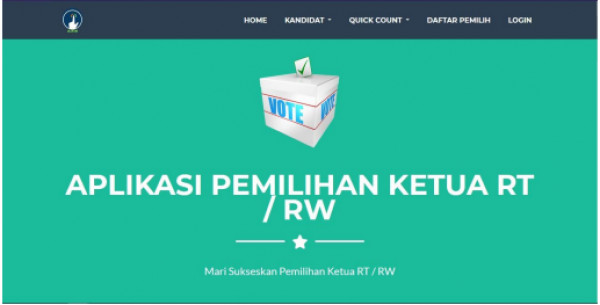 HOME KANDIDAT QUICK COUNT DAFTAR PEMILIH LOGIN
VOTE VOTE
APLIKASI PEMILIHAN KETUA RT
/ RW
Mari Sukseskan Pemilihan Ketua RT / RW